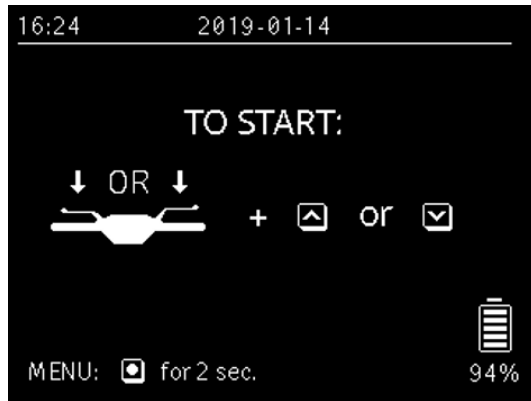 16:24 2019-01-14
TO START:
OR
+ or
MENU: for 2 sec.
94%